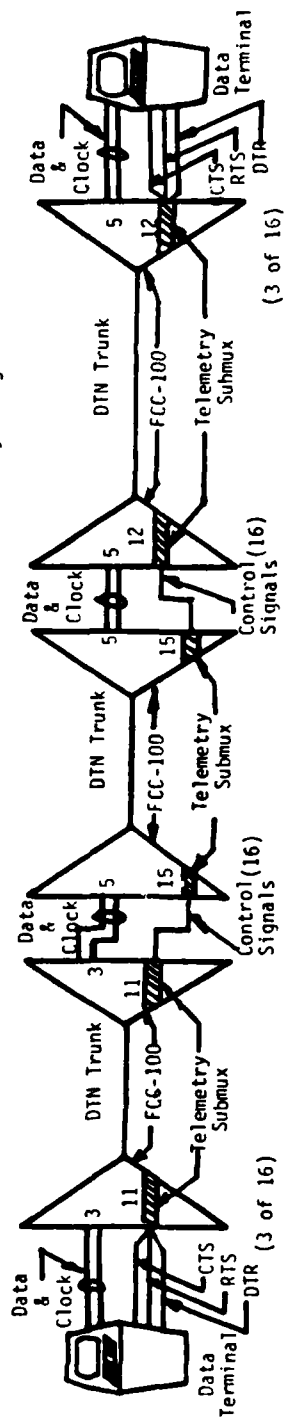 Data
&
Clock
3
11
CTS
RTS
DTR
Data
Terminal
(3 of 16)
DTN Trunk
FCC-100
Telemetry
Submux
3
11
Data
&
Clock
5
15
Control(16)
Signals
DTN Trunk
FCC-100
Telemetry
Submux
5
15
Data
&
Clock
5
12
Control(16)
Signals
DTN Trunk
FCC-100
Telemetry
Submux
5
12
Data
&
Clock
CTS
RTS
DTR
Data
Terminal
(3 of 16)